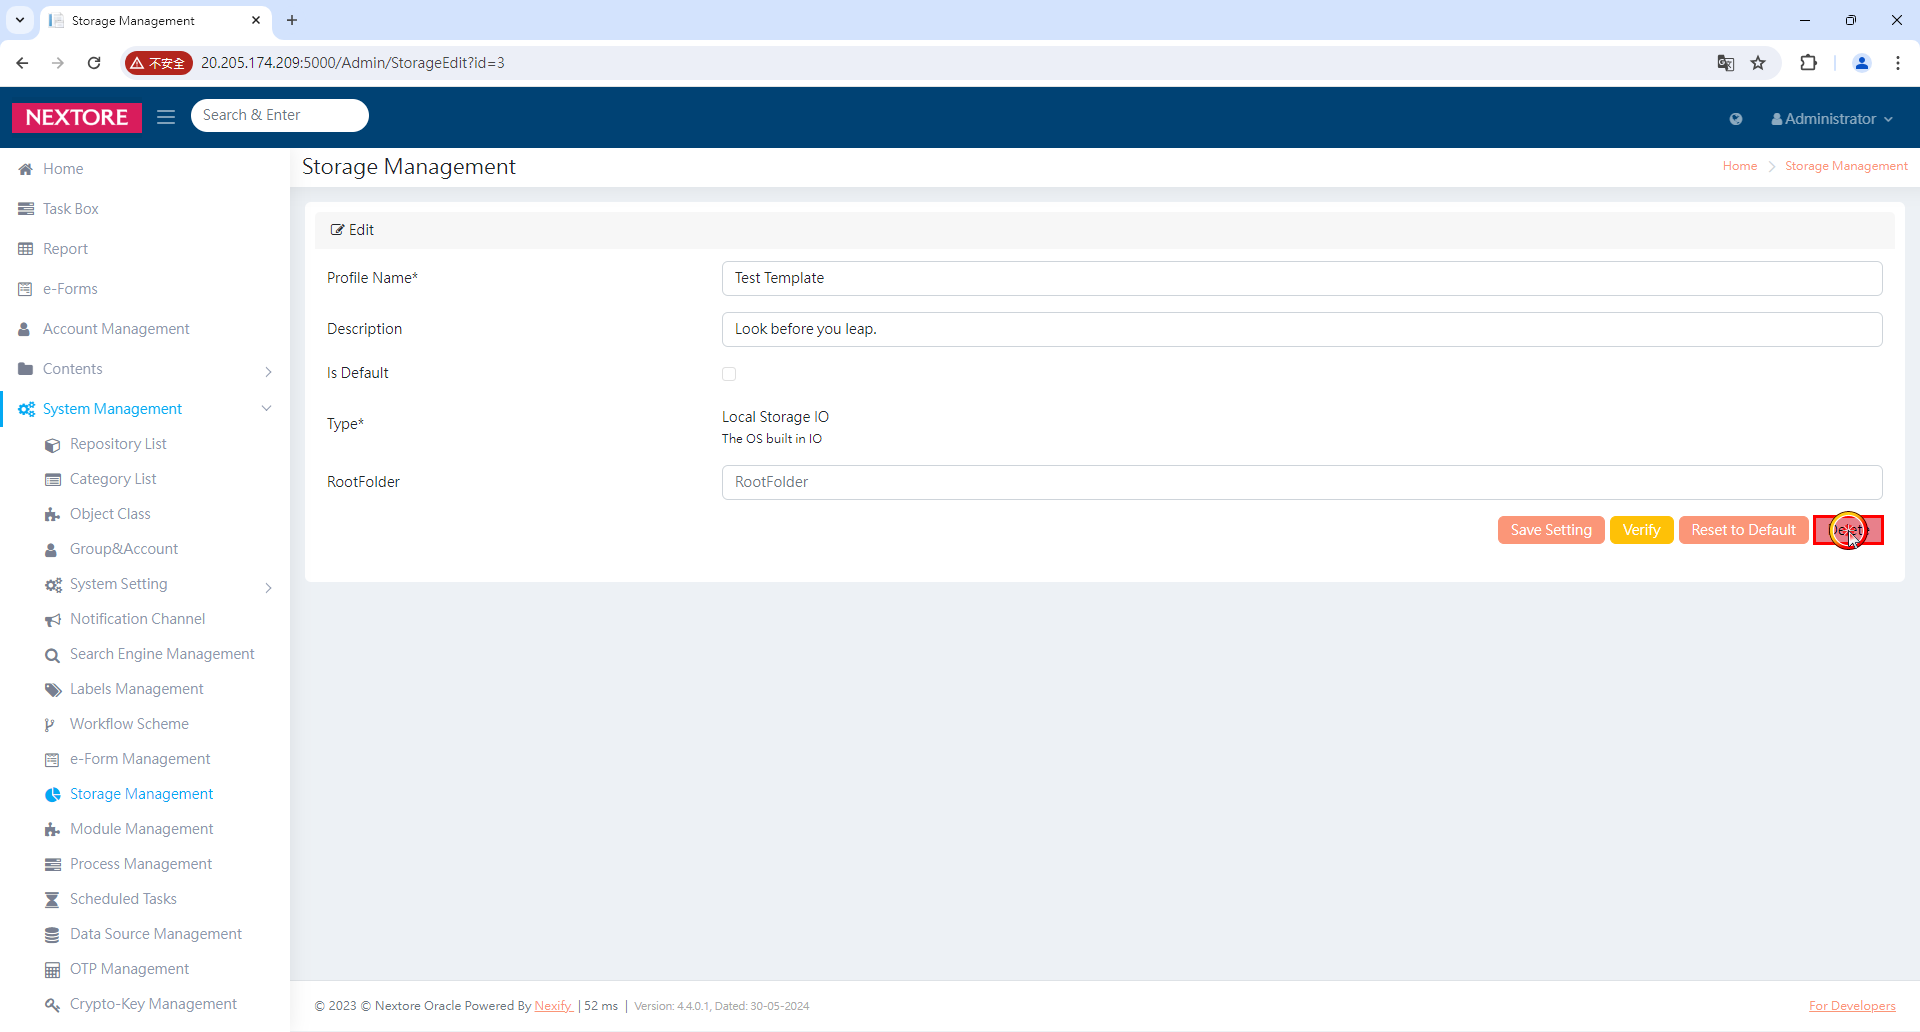 Storage Management
不安全
20.205.174.209:5000/Admin/StorageEdit?id=3
NEXTORE
Search & Enter
Administrator
Home
Task Box
Report
e-Forms
Account Management
Contents
System Management
Repository List
Category List
Object Class
Group&Account
System Setting
Notification Channel
Search Engine Management
Labels Management
Workflow Scheme
e-Form Management
Storage Management
Module Management
Process Management
Scheduled Tasks
Data Source Management
OTP Management
Crypto-Key Management
Storage Management
Home Storage Management
Edit
Profile Name* Test Template
Description Look before you leap.
Is Default
Type* Local Storage IO
The OS built in IO
RootFolder RootFolder
Save Setting Verify Reset to Default Delete
© 2023 © Nextore Oracle Powered By Nexify | 52 ms | Version: 4.4.0.1, Dated: 30-05-2024
For Developers